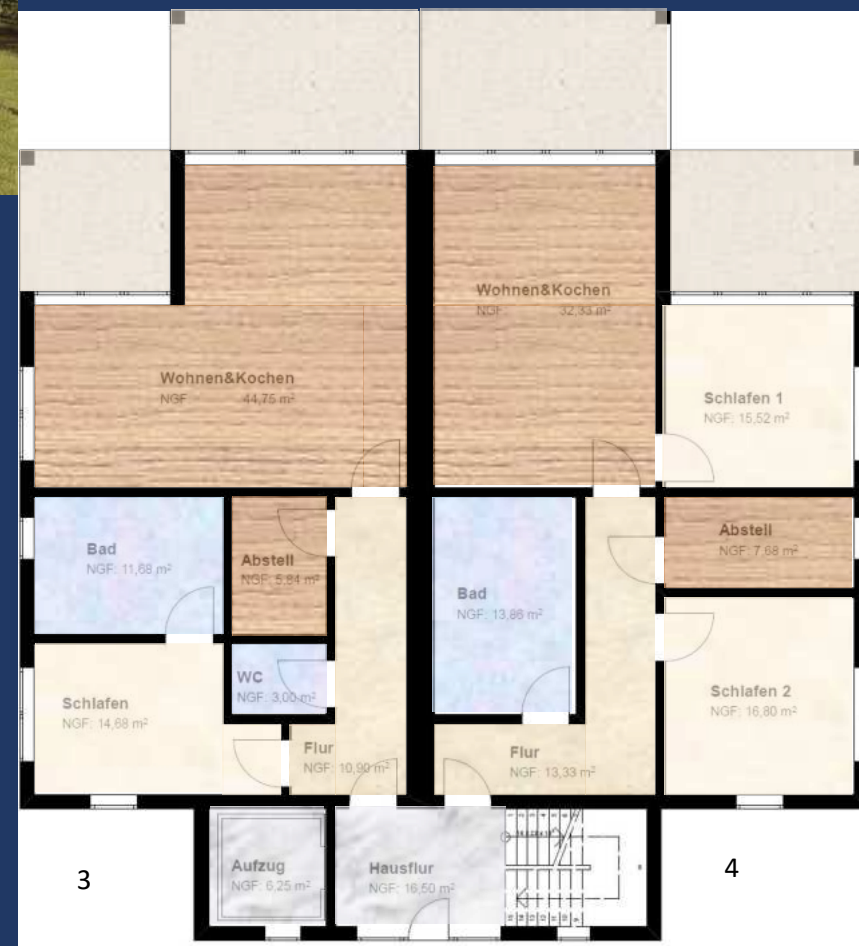 Wohnen&Kochen
NGF 44,75 m²
Wohnen&Kochen
NGF 32,33 m²
Schlafen 1
NGF: 15,52 m²
Bad
NGF: 11,68 m²
Abstell
NGF: 5,84 m²
Bad
NGF: 13,86 m²
Abstell
NGF: 7,68 m²
WC
NGF: 3,00 m²
Schlafen
NGF: 14,68 m²
Flur
NGF: 10,90 m²
Flur
NGF: 13,33 m²
Schlafen 2
NGF: 16,80 m²
3
Aufzug
NGF: 6,25 m²
Hausflur
NGF: 16,50 m²
4